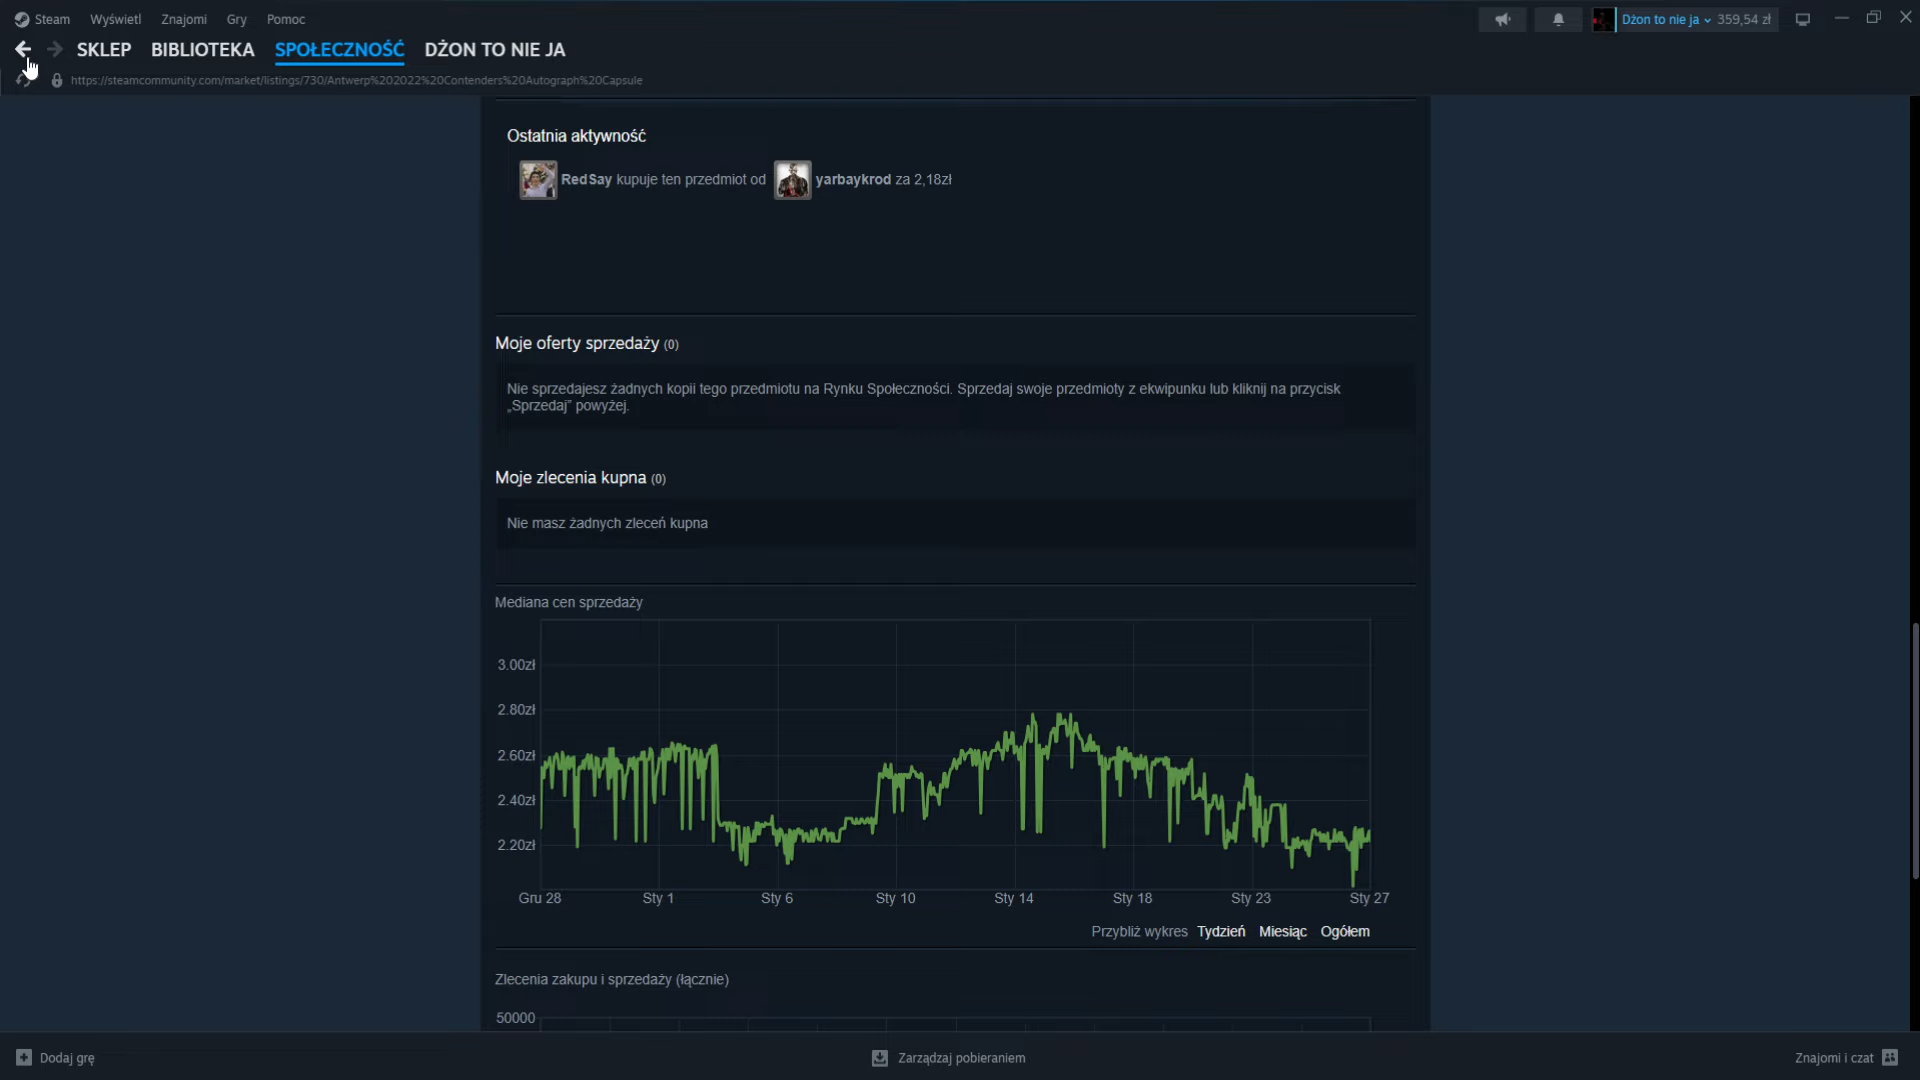 Steam Wyświetl Znajomi Gry Pomoc
Dżon to nie ja 359,54 zł
SKLEP BIBLIOTEKA SPOŁECZNOŚĆ DŻON TO NIE JA
https://steamcommunity.com/market/listings/730/Antwerp%202022%20Contenders%20Autograph%20Capsule
Ostatnia aktywność
RedSay kupuje ten przedmiot od yarbaykrod za 2,18zł
Moje oferty sprzedaży (0)
Nie sprzedajesz żadnych kopii tego przedmiotu na Rynku Społeczności. Sprzedaj swoje przedmioty z ekwipunku lub kliknij na przycisk
„Sprzedaj” powyżej.
Moje zlecenia kupna (0)
Nie masz żadnych zleceń kupna
Mediana cen sprzedaży
3.00zł
2.80zł
2.60zł
2.40zł
2.20zł
Gru 28 Sty 1 Sty 6 Sty 10 Sty 14 Sty 18 Sty 23 Sty 27
Przybliż wykres Tydzień Miesiąc Ogółem
Zlecenia zakupu i sprzedaży (łącznie)
50000
Dodaj grę Zarządzaj pobieraniem Znajomi i czat